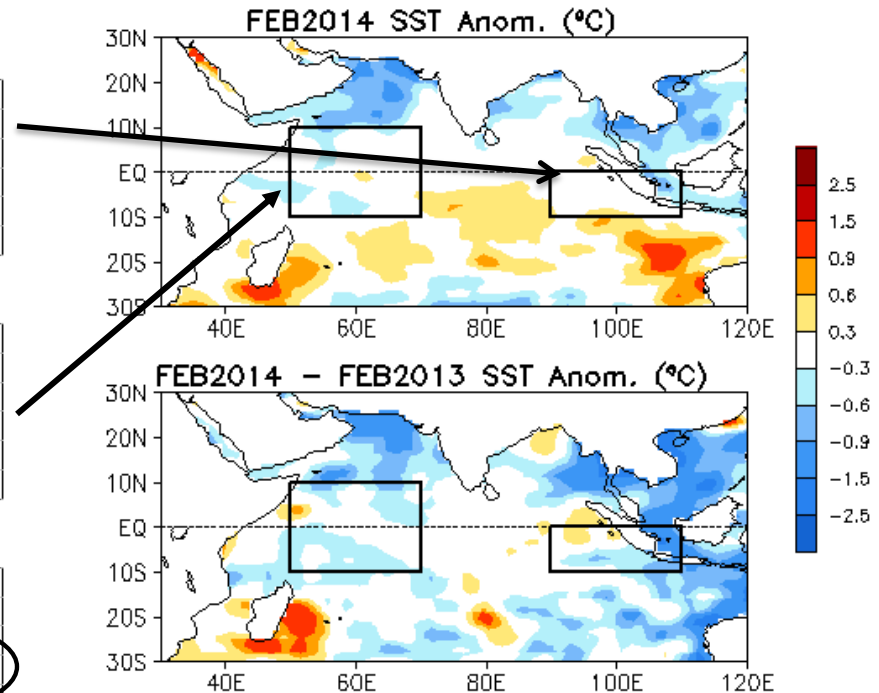 FEB2014 SST Anom. (°C)
30N
20N
10N
EQ
10S
20S
30S
40E 60E 80E 100E 120E
FEB2014 – FEB2013 SST Anom. (°C)
30N
20N
10N
EQ
10S
20S
30S
40E 60E 80E 100E 120E
2.5
1.5
0.9
0.6
0.3
-0.3
-0.6
-0.9
-1.5
-2.5